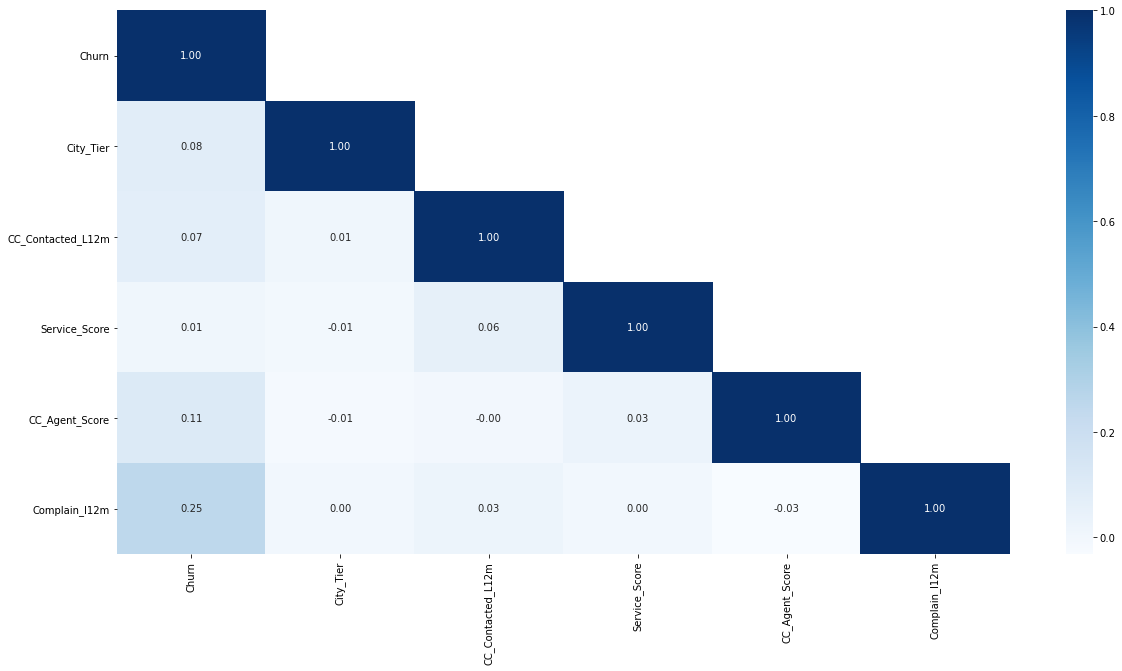 Churn 1.00
City_Tier 0.08 1.00
CC_Contacted_L12m 0.07 0.01 1.00
Service_Score 0.01 -0.01 0.06 1.00
CC_Agent_Score 0.11 -0.01 -0.00 0.03 1.00
Complain_l12m 0.25 0.00 0.03 0.00 -0.03 1.00
Churn
City_Tier
CC_Contacted_L12m
Service_Score
CC_Agent_Score
Complain_l12m
1.0
0.8
0.6
0.4
0.2
0.0